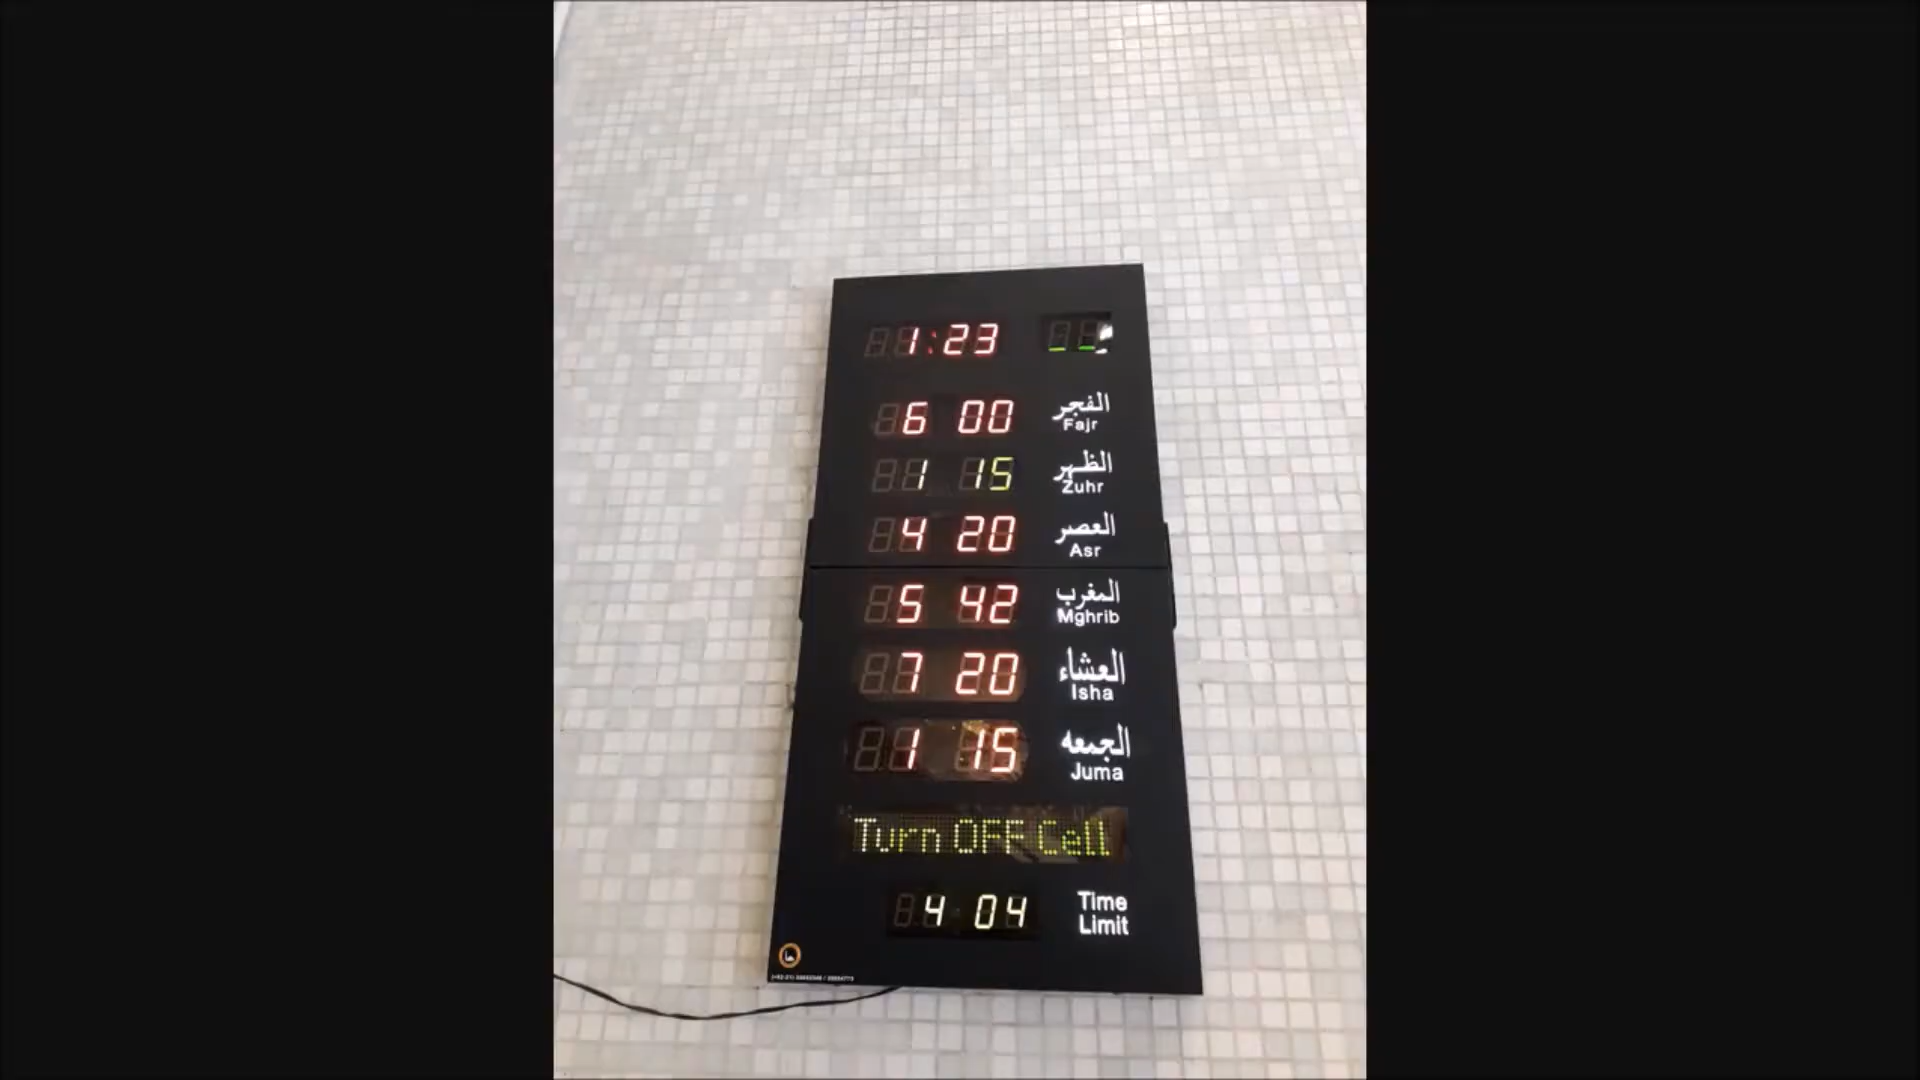 1:23
6 00 الفجر
Fajr
1 15 الظهر
Zuhr
4 20 العصر
Asr
5 42 المغرب
Mghrib
7 20 العشاء
Isha
1 15 الجمعه
Juma
Turn OFF Cell
4 04 Time
Limit